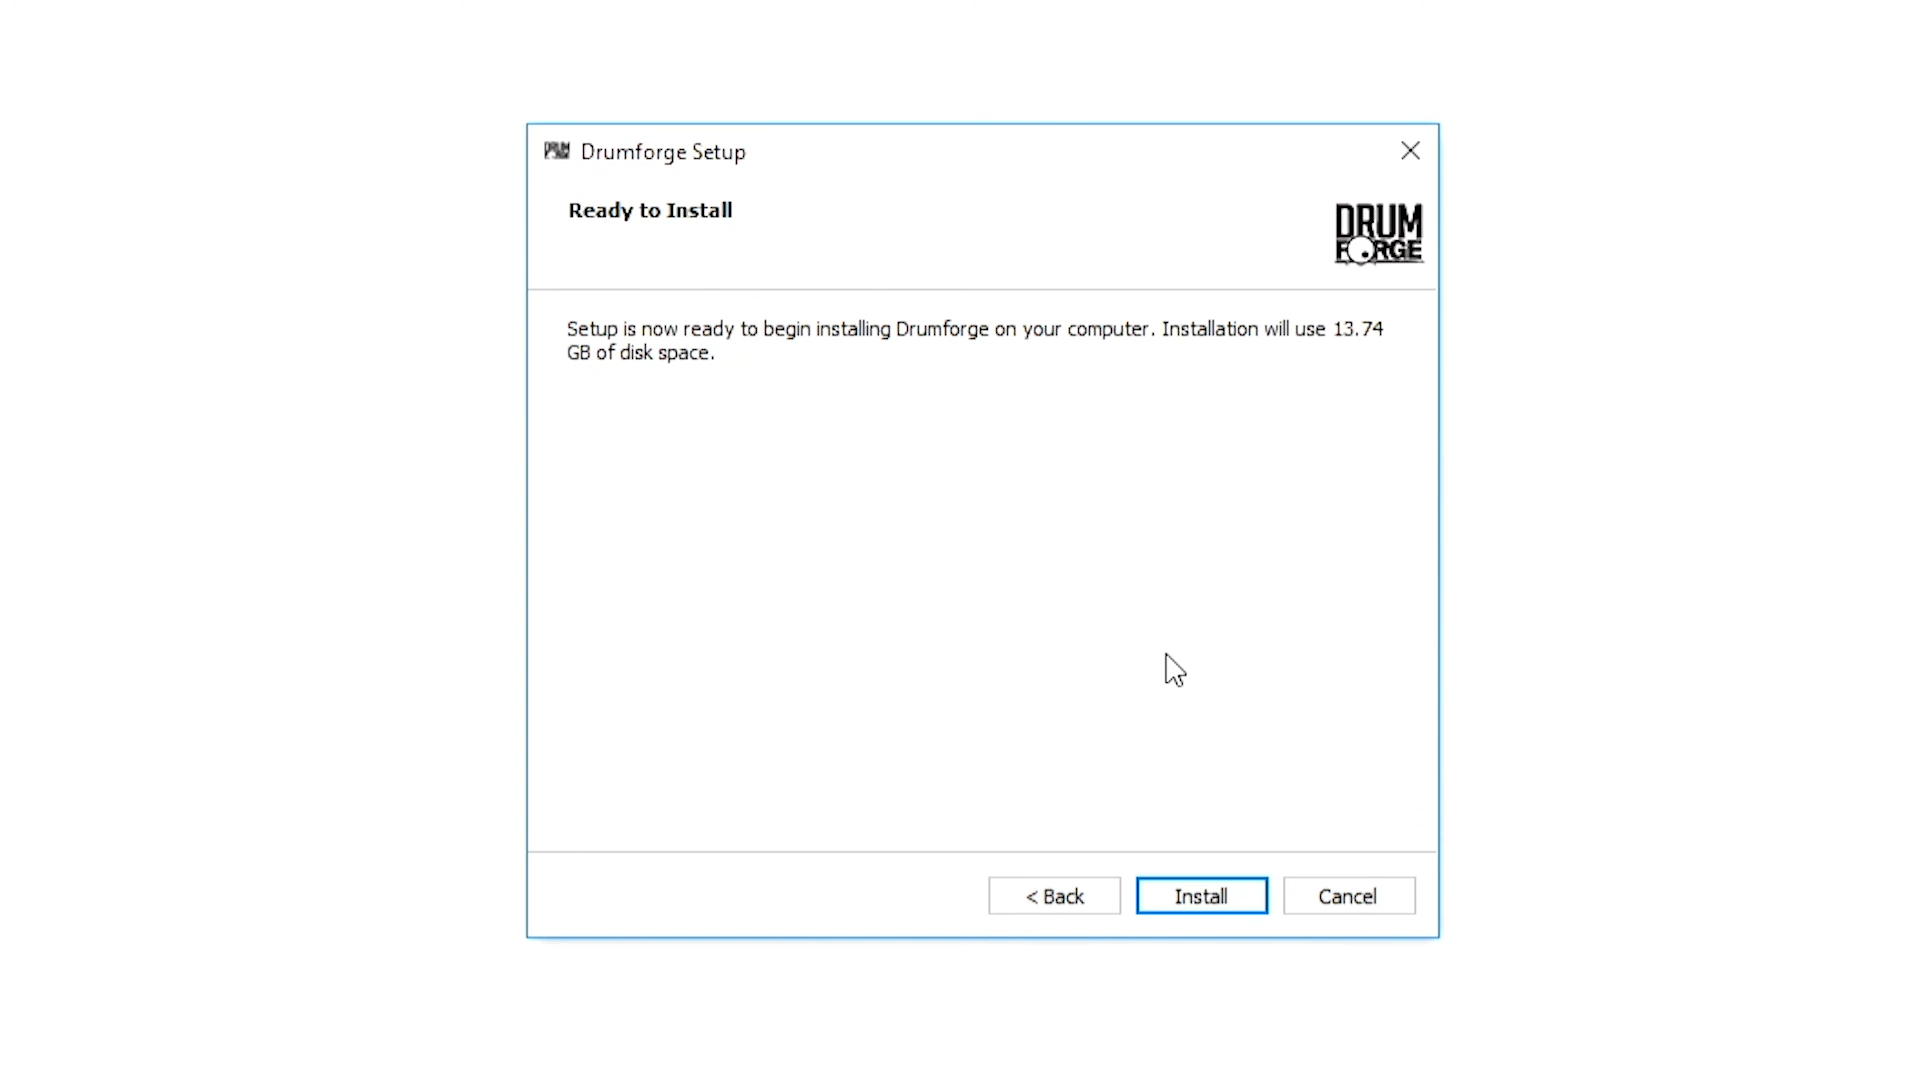 Drumforge Setup
Ready to Install
DRUM
FORGE
Setup is now ready to begin installing Drumforge on your computer. Installation will use 13.74
GB of disk space.
< Back
Install
Cancel